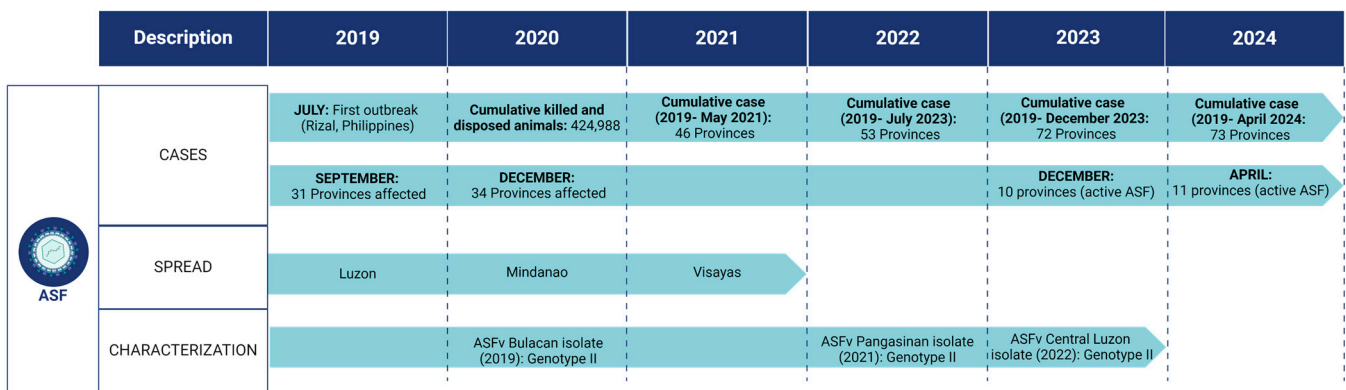 Description 2019 2020 2021 2022 2023 2024
ASF
CASES
JULY: First outbreak
(Rizal, Philippines)
Cumulative killed and
disposed animals: 424,988
Cumulative case
(2019- May 2021):
46 Provinces
Cumulative case
(2019- July 2023):
53 Provinces
Cumulative case
(2019- December 2023:
72 Provinces
Cumulative case
(2019- April 2024:
73 Provinces
SEPTEMBER:
31 Provinces affected
DECEMBER:
34 Provinces affected
DECEMBER:
10 provinces (active ASF)
APRIL:
11 provinces (active ASF)
SPREAD
Luzon
Mindanao
Visayas
CHARACTERIZATION
ASFv Bulacan isolate
(2019): Genotype II
ASFv Pangasinan isolate
(2021): Genotype II
ASFv Central Luzon
isolate (2022): Genotype II